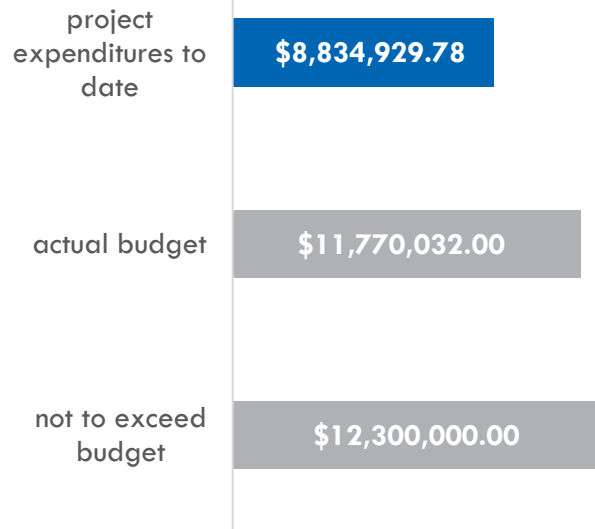 project
expenditures to
date
$8,834,929.78
actual budget
$11,770,032.00
not to exceed
budget
$12,300,000.00